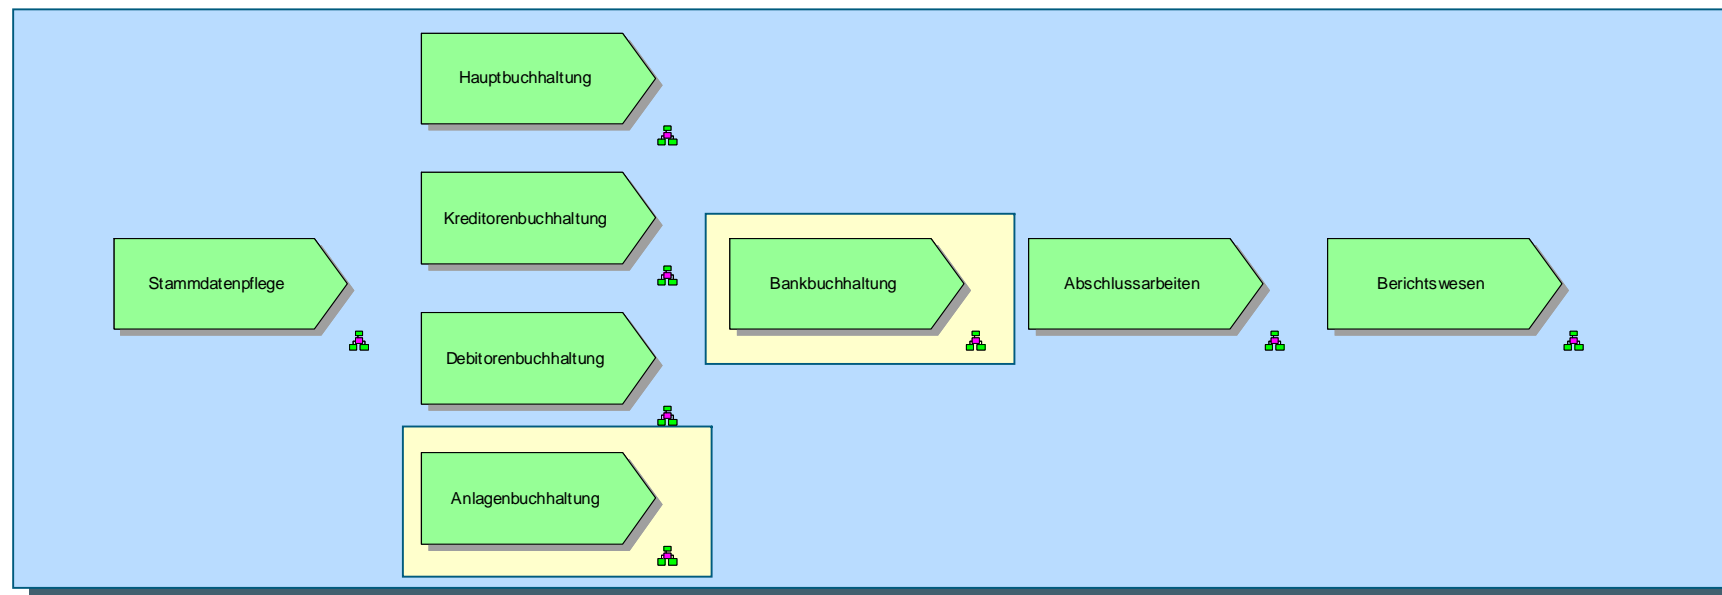 Hauptbuchhaltung
Kreditorenbuchhaltung
Stammdatenpflege
Bankbuchhaltung
Abschlussarbeiten
Berichtswesen
Debitorenbuchhaltung
Anlagenbuchhaltung